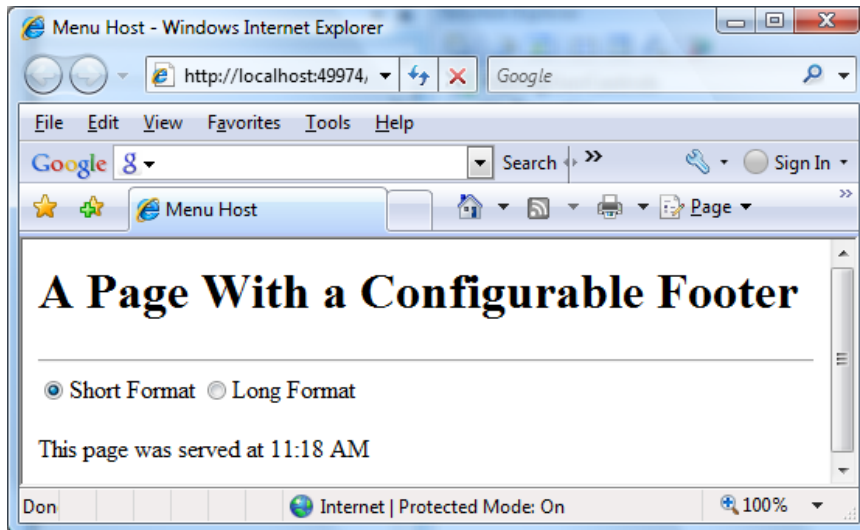 Menu Host - Windows Internet Explorer
http://localhost:49974, Google
File Edit View Favorites Tools Help
Google g Search » Sign In
Menu Host Page »
A Page With a Configurable Footer
Short Format Long Format
This page was served at 11:18 AM
Don Internet | Protected Mode: On 100%